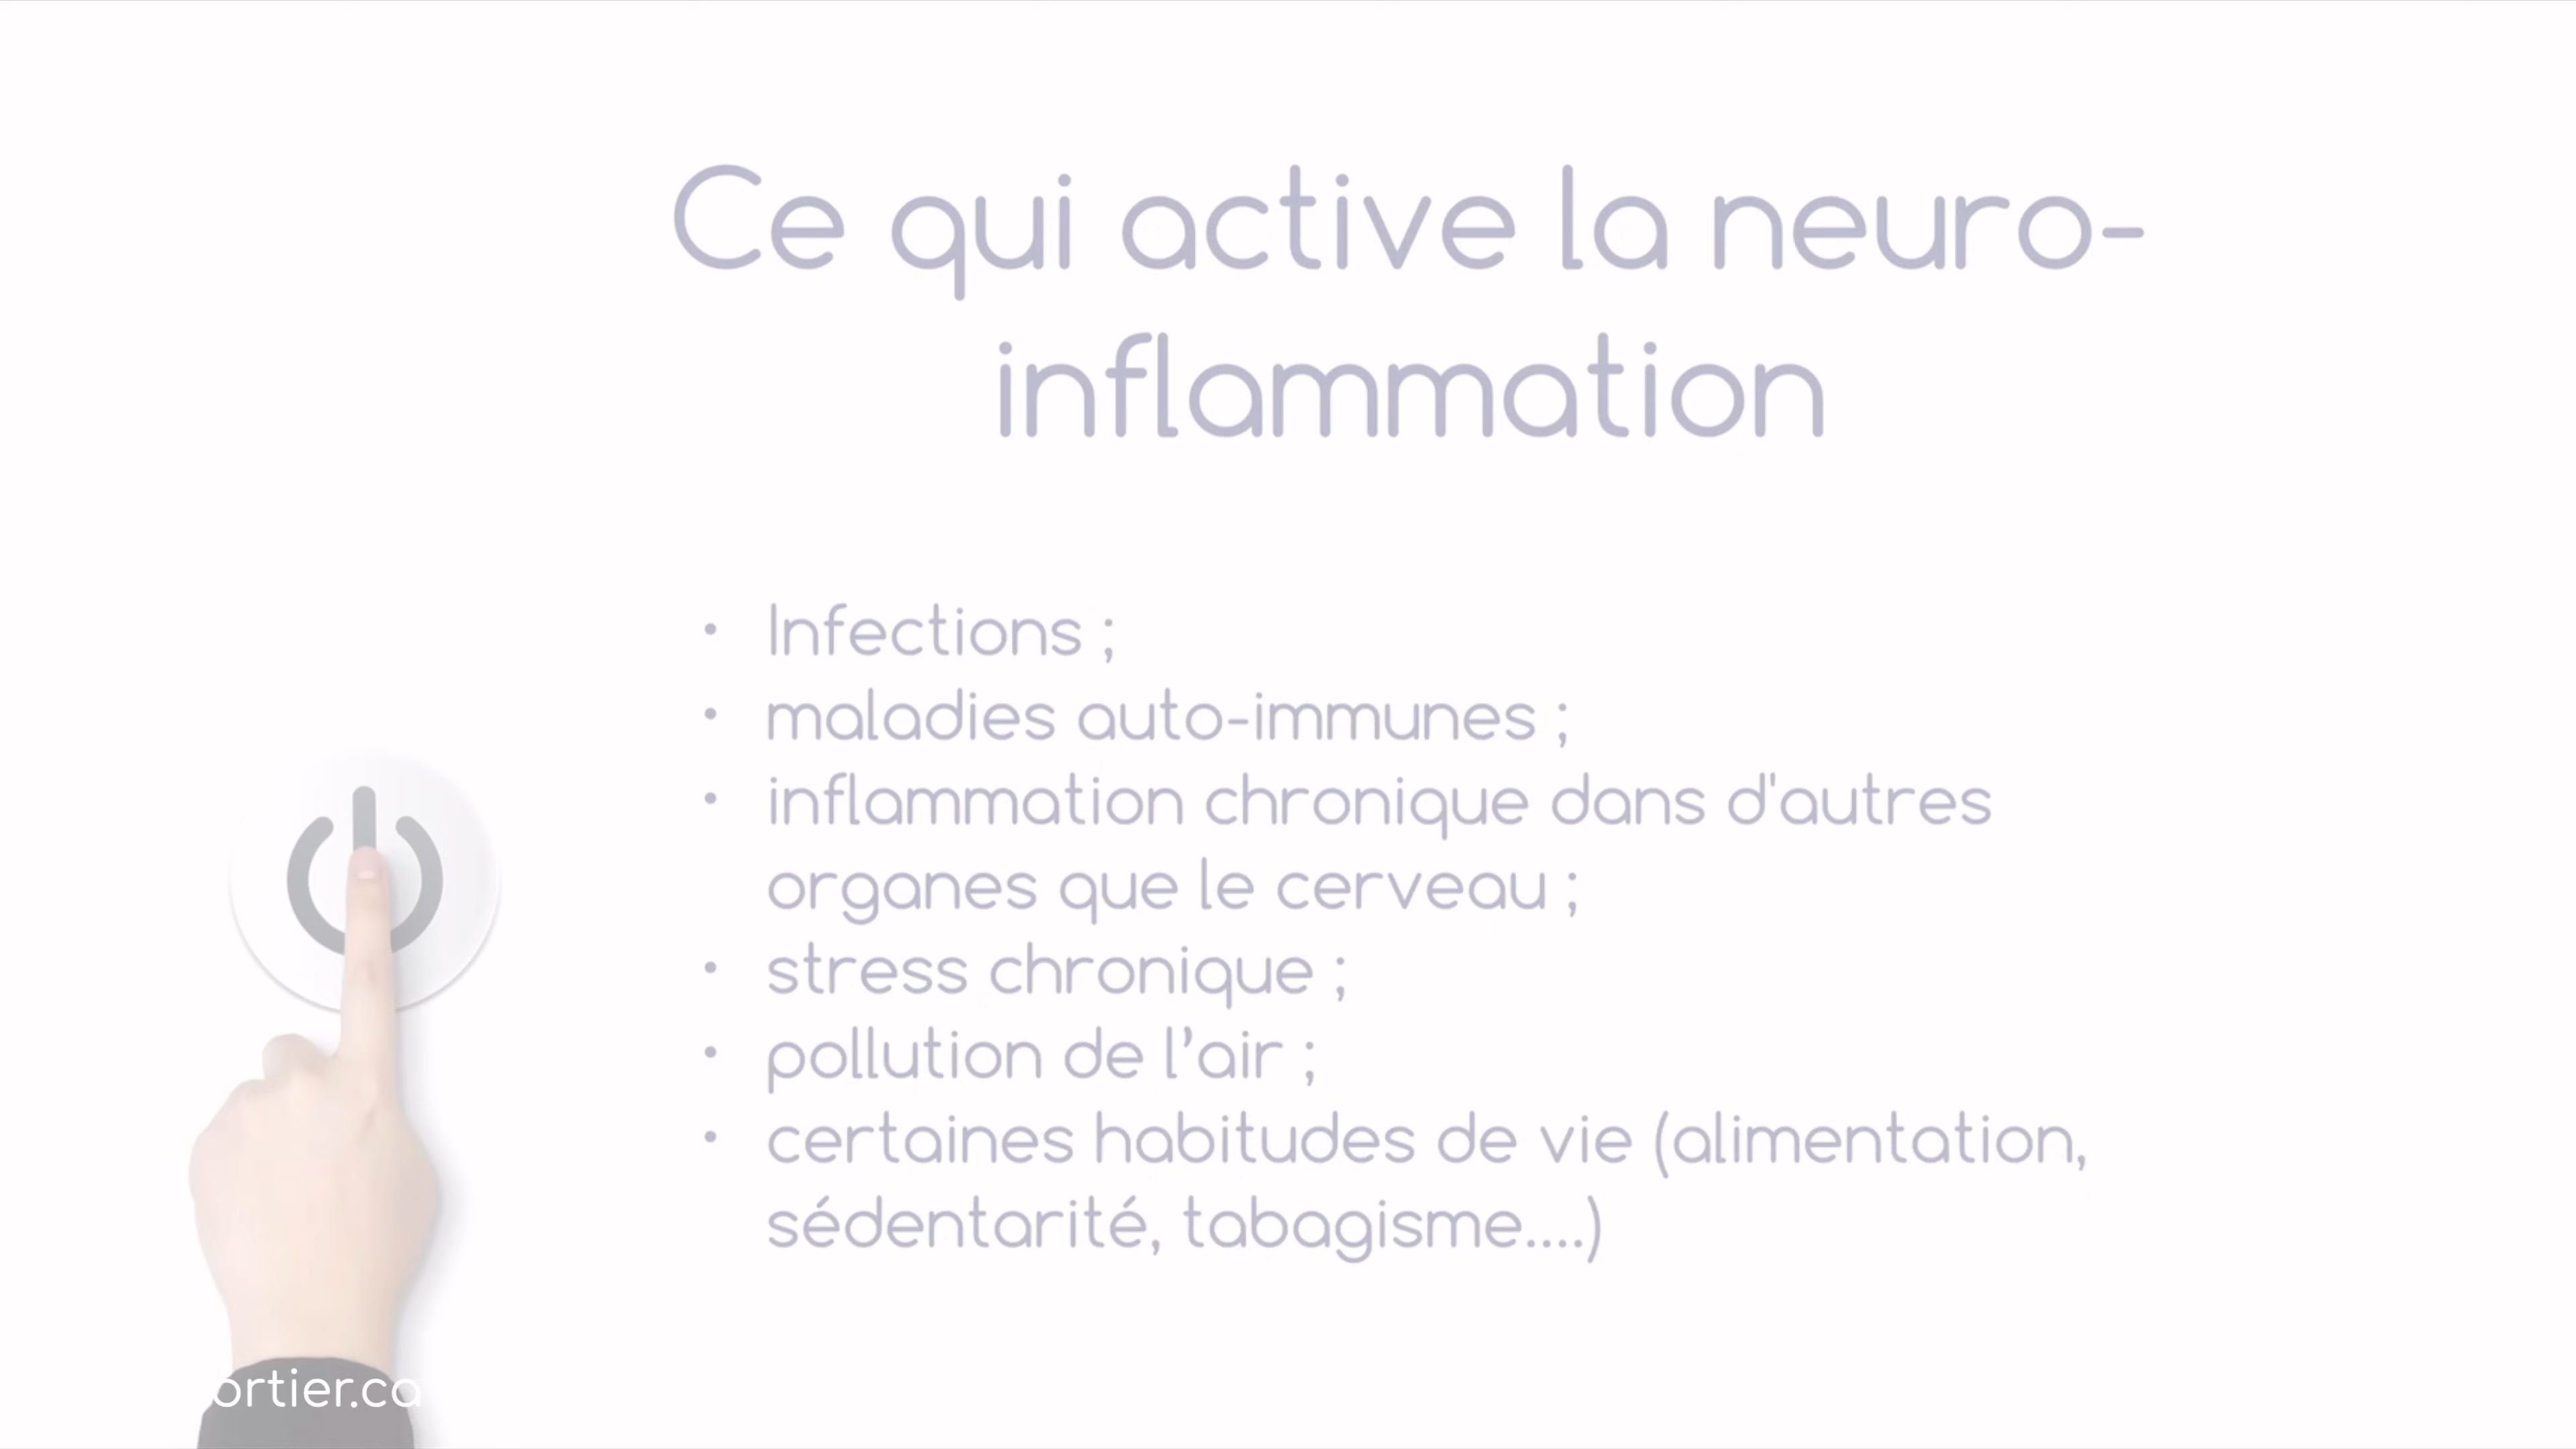 Ce qui active la neuro-
inflammation
• Infections ;
• maladies auto-immunes ;
• inflammation chronique dans d'autres
organes que le cerveau ;
• stress chronique ;
• pollution de l’air ;
• certaines habitudes de vie (alimentation,
sédentarité, tabagisme....)
ortier.ca